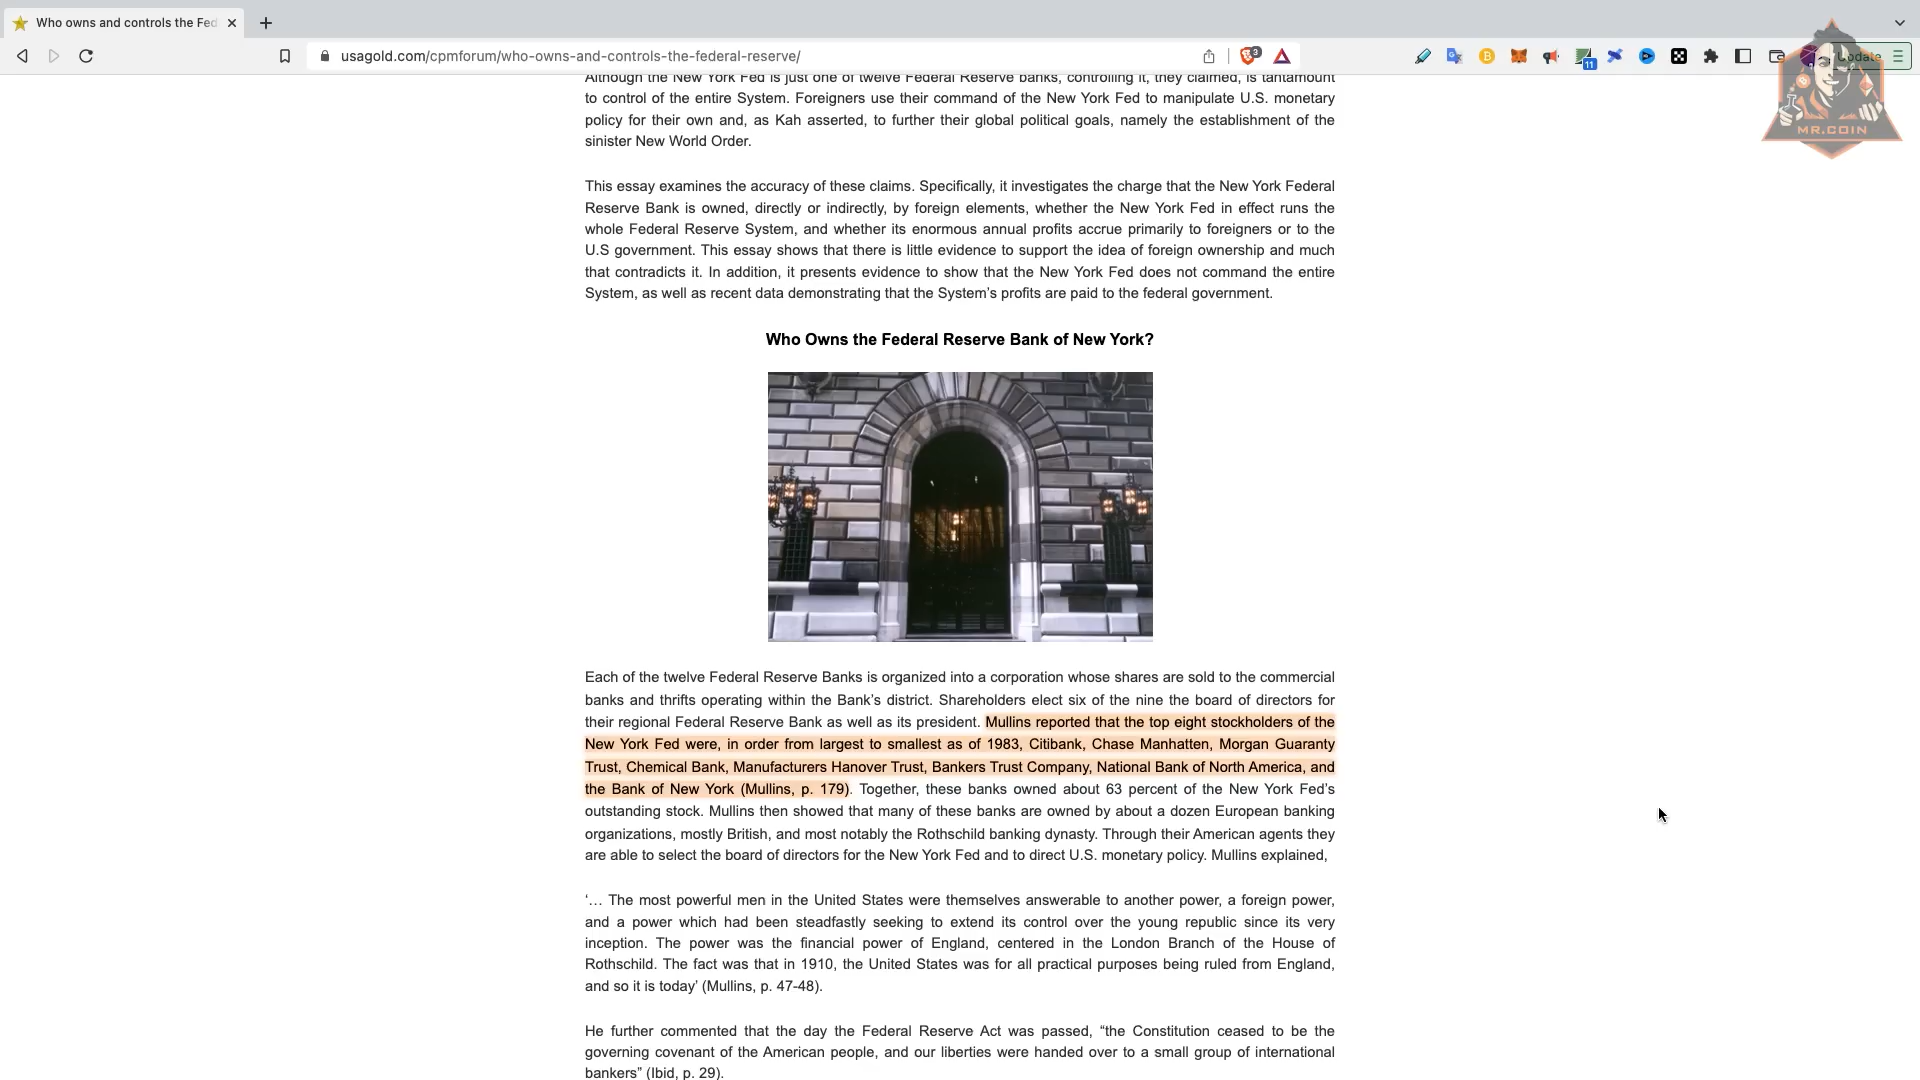 Who owns and controls the Fed
usagold.com/cpmforum/who-owns-and-controls-the-federal-reserve/
3
11
Update
MR.COIN
Although the New York Fed is just one of twelve Federal Reserve banks, controlling it, they claimed, is tantamount
to control of the entire System. Foreigners use their command of the New York Fed to manipulate U.S. monetary
policy for their own and, as Kah asserted, to further their global political goals, namely the establishment of the
sinister New World Order.
This essay examines the accuracy of these claims. Specifically, it investigates the charge that the New York Federal
Reserve Bank is owned, directly or indirectly, by foreign elements, whether the New York Fed in effect runs the
whole Federal Reserve System, and whether its enormous annual profits accrue primarily to foreigners or to the
U.S government. This essay shows that there is little evidence to support the idea of foreign ownership and much
that contradicts it. In addition, it presents evidence to show that the New York Fed does not command the entire
System, as well as recent data demonstrating that the System's profits are paid to the federal government.
Who Owns the Federal Reserve Bank of New York?
Each of the twelve Federal Reserve Banks is organized into a corporation whose shares are sold to the commercial
banks and thrifts operating within the Bank's district. Shareholders elect six of the nine the board of directors for
their regional Federal Reserve Bank as well as its president. Mullins reported that the top eight stockholders of the
New York Fed were, in order from largest to smallest as of 1983, Citibank, Chase Manhatten, Morgan Guaranty
Trust, Chemical Bank, Manufacturers Hanover Trust, Bankers Trust Company, National Bank of North America, and
the Bank of New York (Mullins, p. 179). Together, these banks owned about 63 percent of the New York Fed's
outstanding stock. Mullins then showed that many of these banks are owned by about a dozen European banking
organizations, mostly British, and most notably the Rothschild banking dynasty. Through their American agents they
are able to select the board of directors for the New York Fed and to direct U.S. monetary policy. Mullins explained,
'… The most powerful men in the United States were themselves answerable to another power, a foreign power,
and a power which had been steadfastly seeking to extend its control over the young republic since its very
inception. The power was the financial power of England, centered in the London Branch of the House of
Rothschild. The fact was that in 1910, the United States was for all practical purposes being ruled from England,
and so it is today' (Mullins, p. 47-48).
He further commented that the day the Federal Reserve Act was passed, "the Constitution ceased to be the
governing covenant of the American people, and our liberties were handed over to a small group of international
bankers" (Ibid, p. 29).